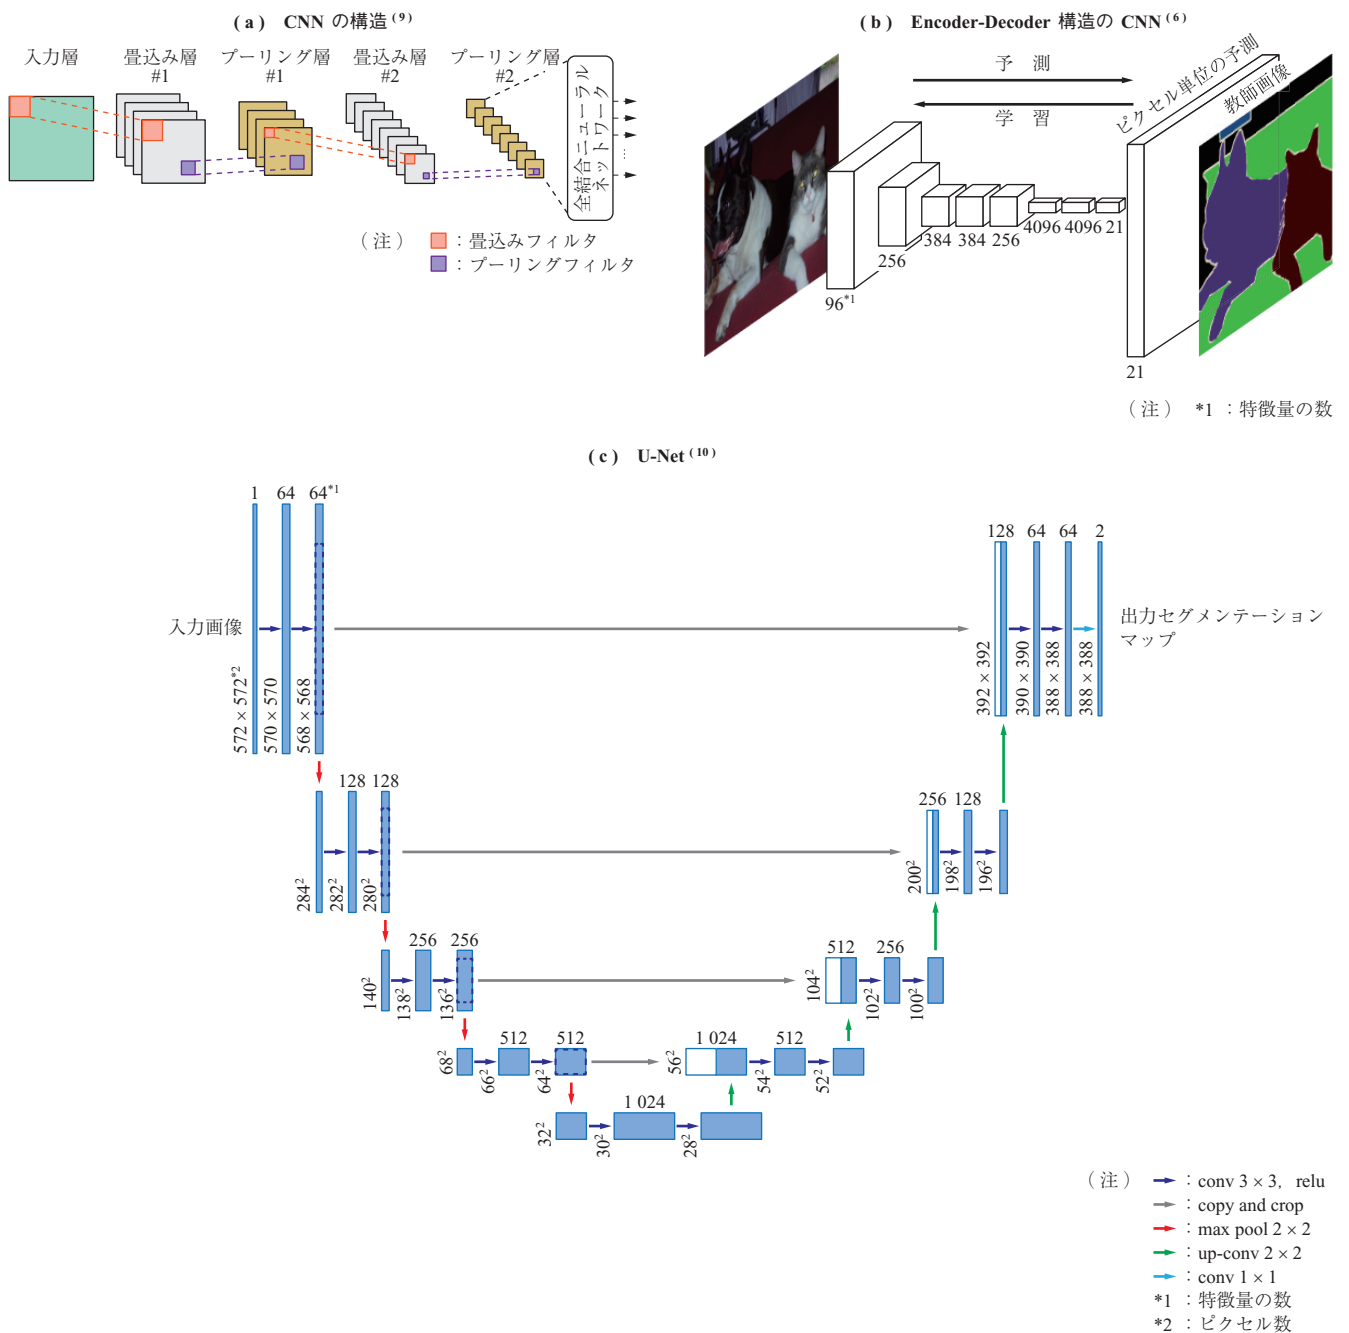 ( a ) CNN の構造 (9)
入力層
畳込み層
#1
プーリング層
#1
畳込み層
#2
プーリング層
#2
全結合ニューラル
ネットワーク
(注)
：畳込みフィルタ
：プーリングフィルタ
( b ) Encoder-Decoder 構造の CNN (6)
予 測
学 習
ピクセル単位の予測
教師画像
96*1
256
384
384
256
4096
4096
21
21
(注) *1 ：特徴量の数
( c ) U-Net (10)
1
64
64*1
入力画像
572 × 572*2
570 × 570
568 × 568
128
64
64
2
392 × 392
390 × 390
388 × 388
388 × 388
出力セグメンテーション
マップ
128
128
284²
282²
280²
256
128
200²
198²
196²
256
256
140²
138²
136²
512
256
104²
102²
100²
512
512
68²
66²
64²
1 024
512
56²
54²
52²
1 024
32²
30²
28²
(注)
：conv 3 × 3, relu
：copy and crop
：max pool 2 × 2
：up-conv 2 × 2
：conv 1 × 1
*1 ：特徴量の数
*2 ：ピクセル数